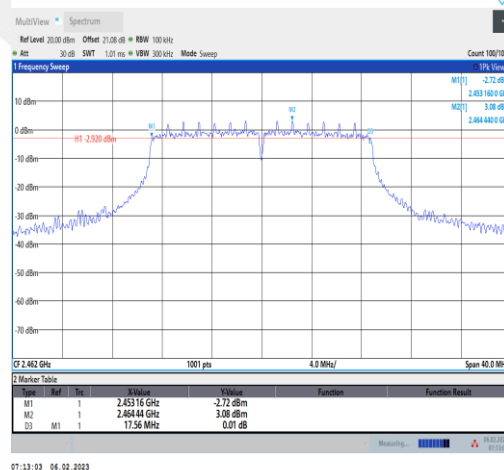 MultiView Spectrum
Ref Level 20.00 dBm Offset 21.08 dB RBW 100 kHz
Att 30 dB SWT 1.01 ms VBW 300 kHz Mode Sweep Count 100/10
1 Frequency Sweep 1Pk View
M1[1] -2.72 dB
2.453 160 0 G
M2[1] 3.08 dB
2.464 440 0 G
10 dBm
M2
0 dBm
M1
D3
H1 -2.920 dBm
-10 dBm
-20 dBm
-30 dBm
-40 dBm
-50 dBm
-60 dBm
-70 dBm
CF 2.462 GHz 1001 pts 4.0 MHz/ Span 40.0 MH
2 Marker Table
Type Ref Trc X-Value Y-Value Function Function Result
M1 1 2.45316 GHz -2.72 dBm
M2 1 2.46444 GHz 3.08 dBm
D3 M1 1 17.56 MHz 0.01 dB
Measuring...
07:13:03 06.02.2023